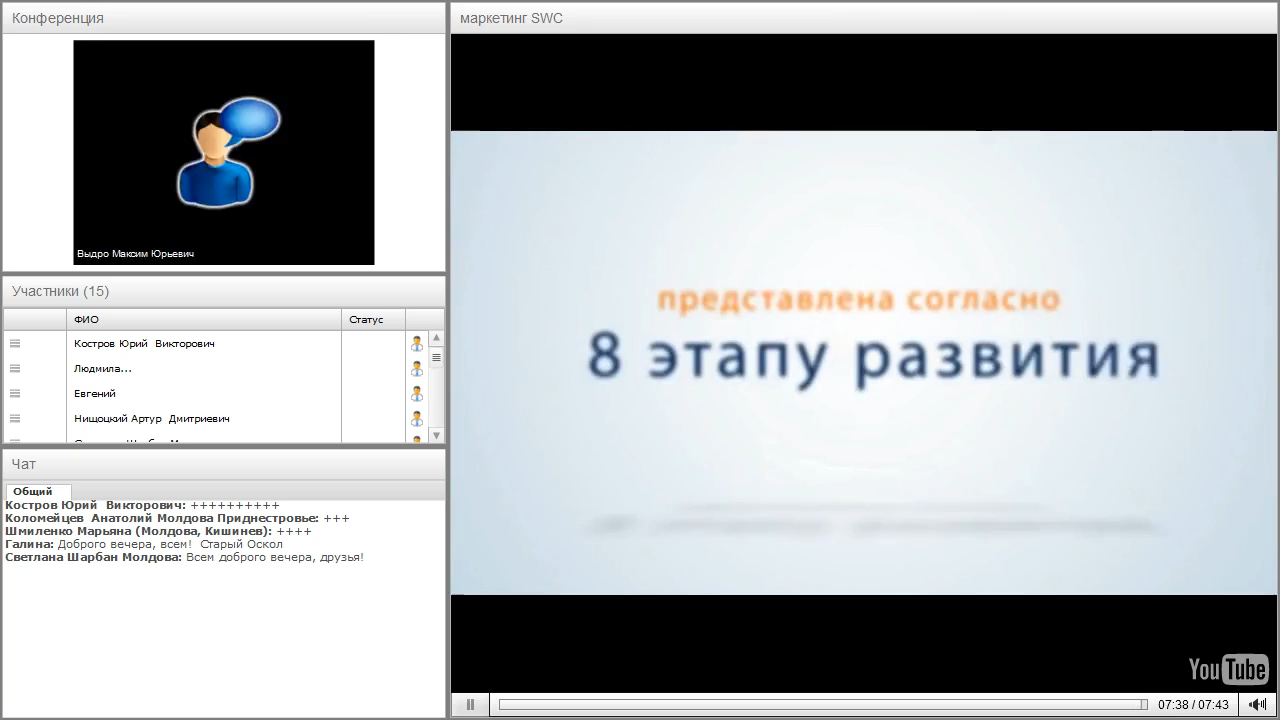 Конференция
Выдро Максим Юрьевич
Участники (15)
ФИО Статус
Костров Юрий Викторович
Людмила...
Евгений
Нищоцкий Артур Дмитриевич
Чат
Общий
Костров Юрий Викторович: ++++++++++
Коломейцев Анатолий Молдова Приднестровье: +++
Шмиленко Марьяна (Молдова, Кишинев): ++++
Галина: Доброго вечера, всем! Старый Оскол
Светлана Шарбан Молдова: Всем доброго вечера, друзья!
маркетинг SWC
представлена согласно
8 этапу развития
YouTube
07:38 / 07:43